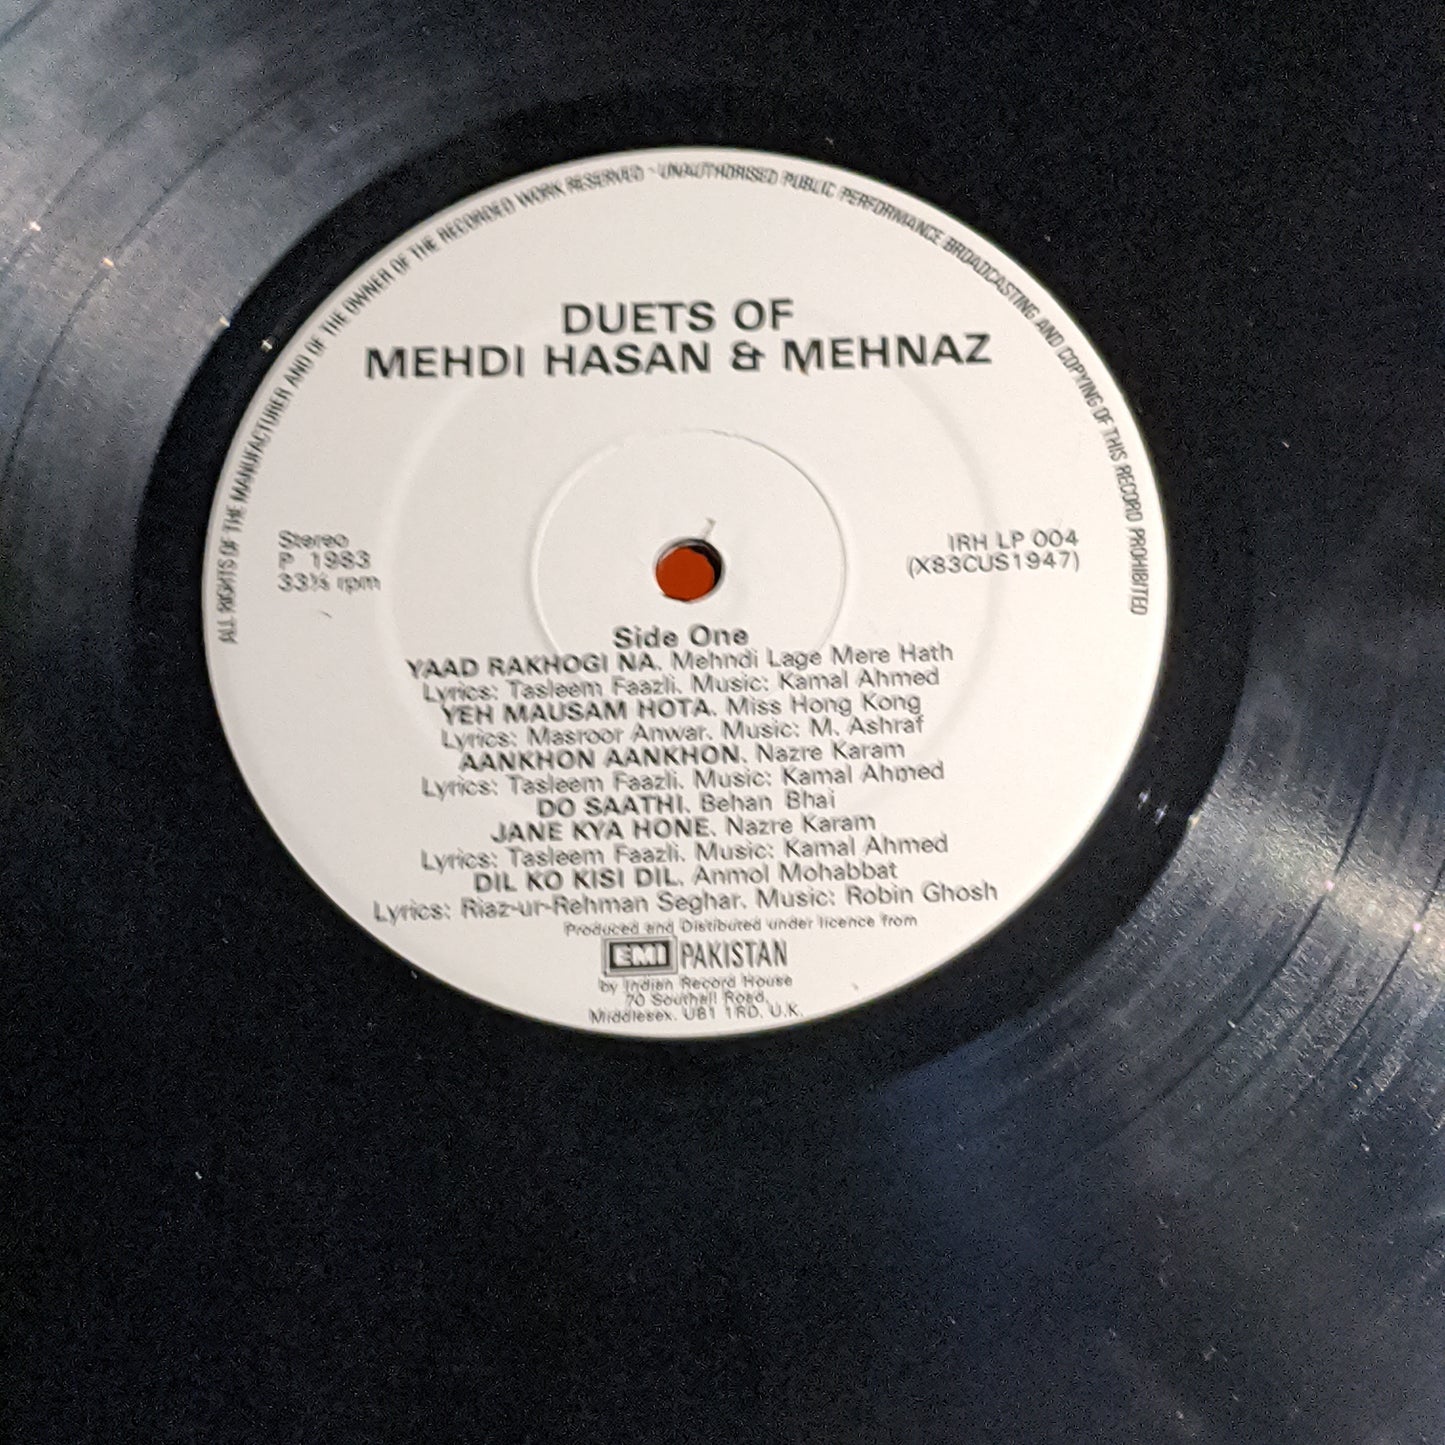 ALL RIGHTS OF THE MANUFACTURER AND OF THE OWNER OF THE RECORDED WORK RESERVED - UNAUTHORISED PUBLIC PERFORMANCE BROADCASTING AND COPYING OF THIS RECORD PROHIBITED
DUETS OF
MEHDI HASAN & MEHNAZ
Stereo
P 1983
33⅓ rpm
IRH LP 004
(X83CUS1947)
Side One
YAAD RAKHOGI NA. Mehndi Lage Mere Hath
Lyrics: Tasleem Faazli. Music: Kamal Ahmed
YEH MAUSAM HOTA. Miss Hong Kong
Lyrics: Masroor Anwar. Music: M. Ashraf
AANKHON AANKHON. Nazre Karam
Lyrics: Tasleem Faazli. Music: Kamal Ahmed
DO SAATHI. Behan Bhai
JANE KYA HONE. Nazre Karam
Lyrics: Tasleem Faazli. Music: Kamal Ahmed
DIL KO KISI DIL. Anmol Mohabbat
Lyrics: Riaz-ur-Rehman Seghar. Music: Robin Ghosh
Produced and Distributed under licence from
EMI PAKISTAN
by Indian Record House
70 Southall Road,
Middlesex. UB1 1RD. U.K.